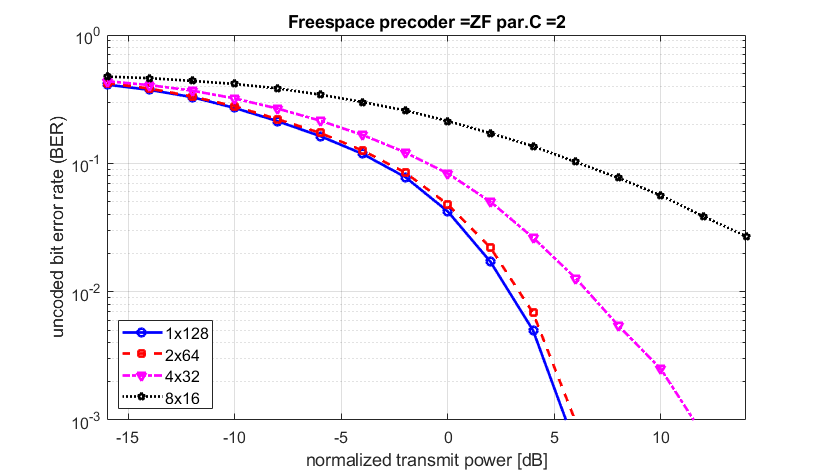 Freespace precoder =ZF par.C =2
uncoded bit error rate (BER)
10^0
10^-1
10^-2
10^-3
1x128
2x64
4x32
8x16
-15 -10 -5 0 5 10
normalized transmit power [dB]